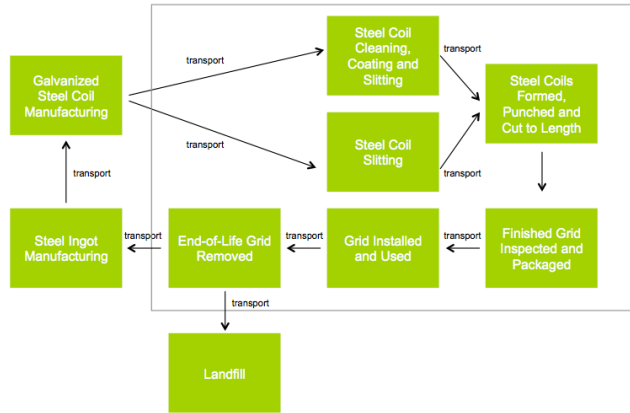 Steel Coil
Cleaning,
Coating and
Slitting
transport
transport
Galvanized
Steel Coil
Manufacturing
Steel Coils
Formed,
Punched and
Cut to Length
transport
Steel Coil
Slitting
transport
transport
Steel Ingot
Manufacturing
transport
End-of-Life Grid
Removed
transport
Grid Installed
and Used
transport
Finished Grid
Inspected and
Packaged
transport
Landfill